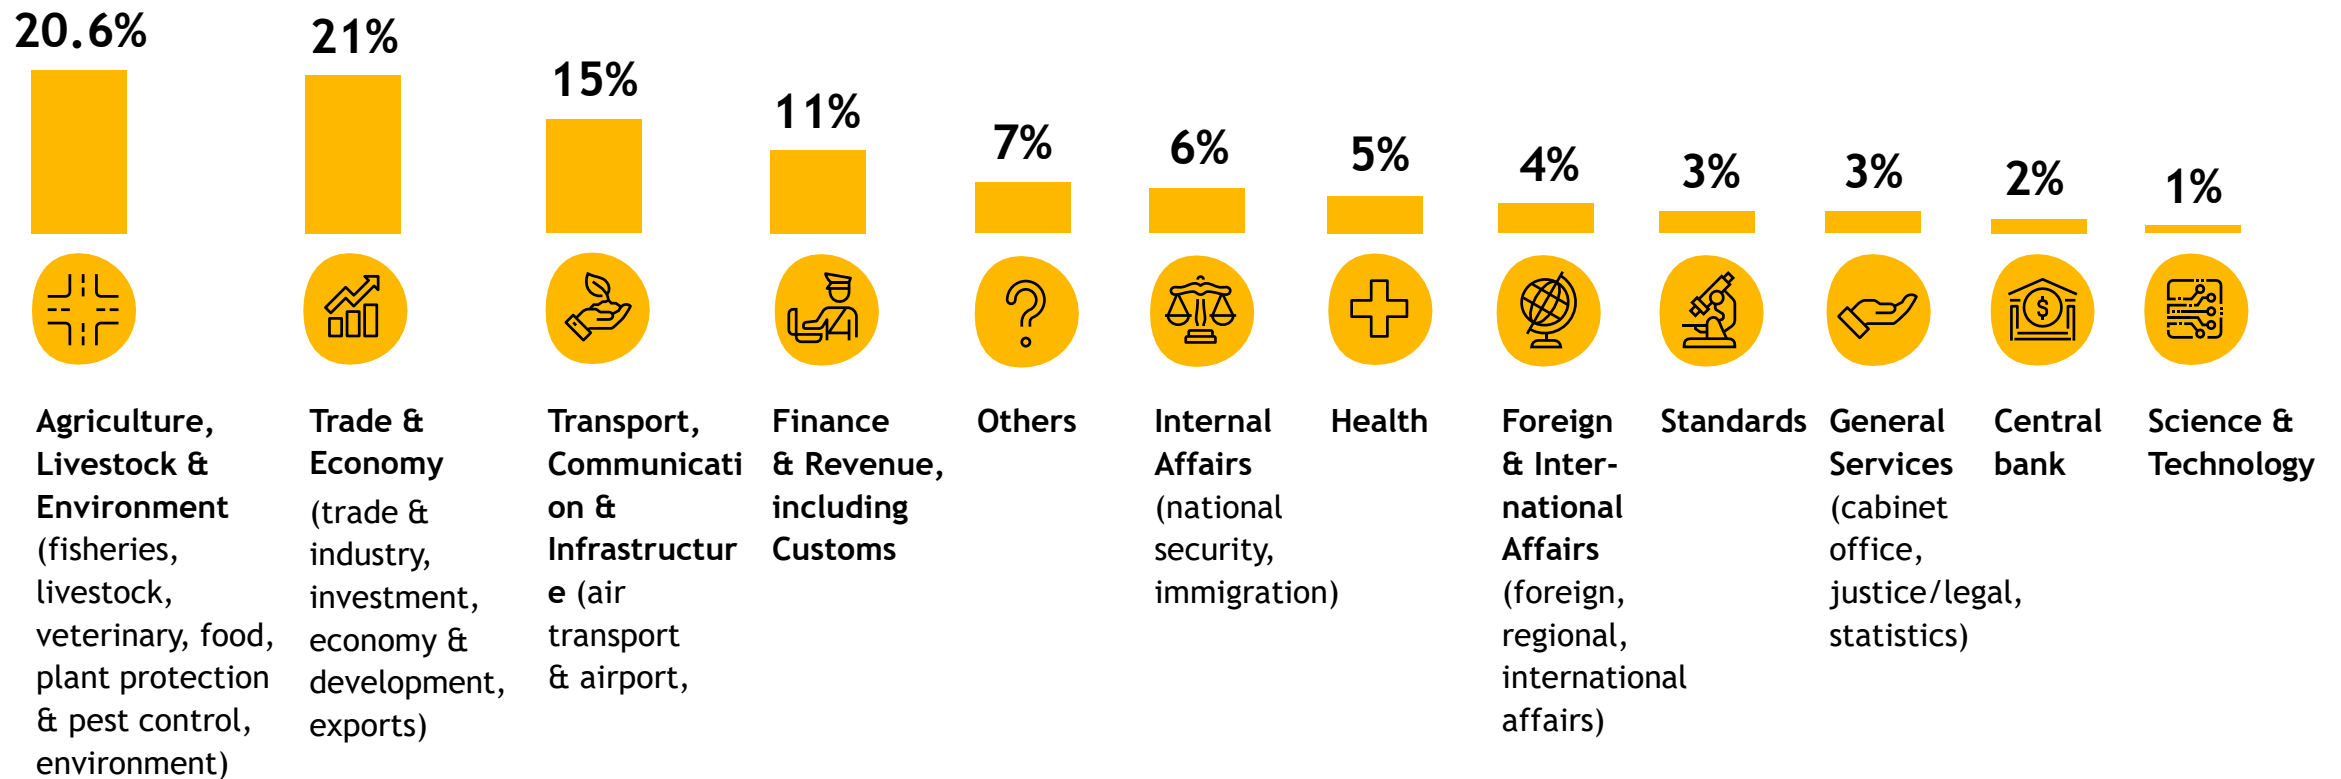 20.6%
21%
15%
11%
7%
6%
5%
4%
3%
3%
2%
1%
$
Agriculture,
Livestock &
Environment
(fisheries,
livestock,
veterinary, food,
plant protection
& pest control,
environment)
Trade &
Economy
(trade &
industry,
investment,
economy &
development,
exports)
Transport,
Communicati
on &
Infrastructur
e (air
transport
& airport,
Finance
& Revenue,
including
Customs
Others
Internal
Affairs
(national
security,
immigration)
Health
Foreign
& Inter-
national
Affairs
(foreign,
regional,
international
affairs)
Standards
General
Services
(cabinet
office,
justice/legal,
statistics)
Central
bank
Science &
Technology